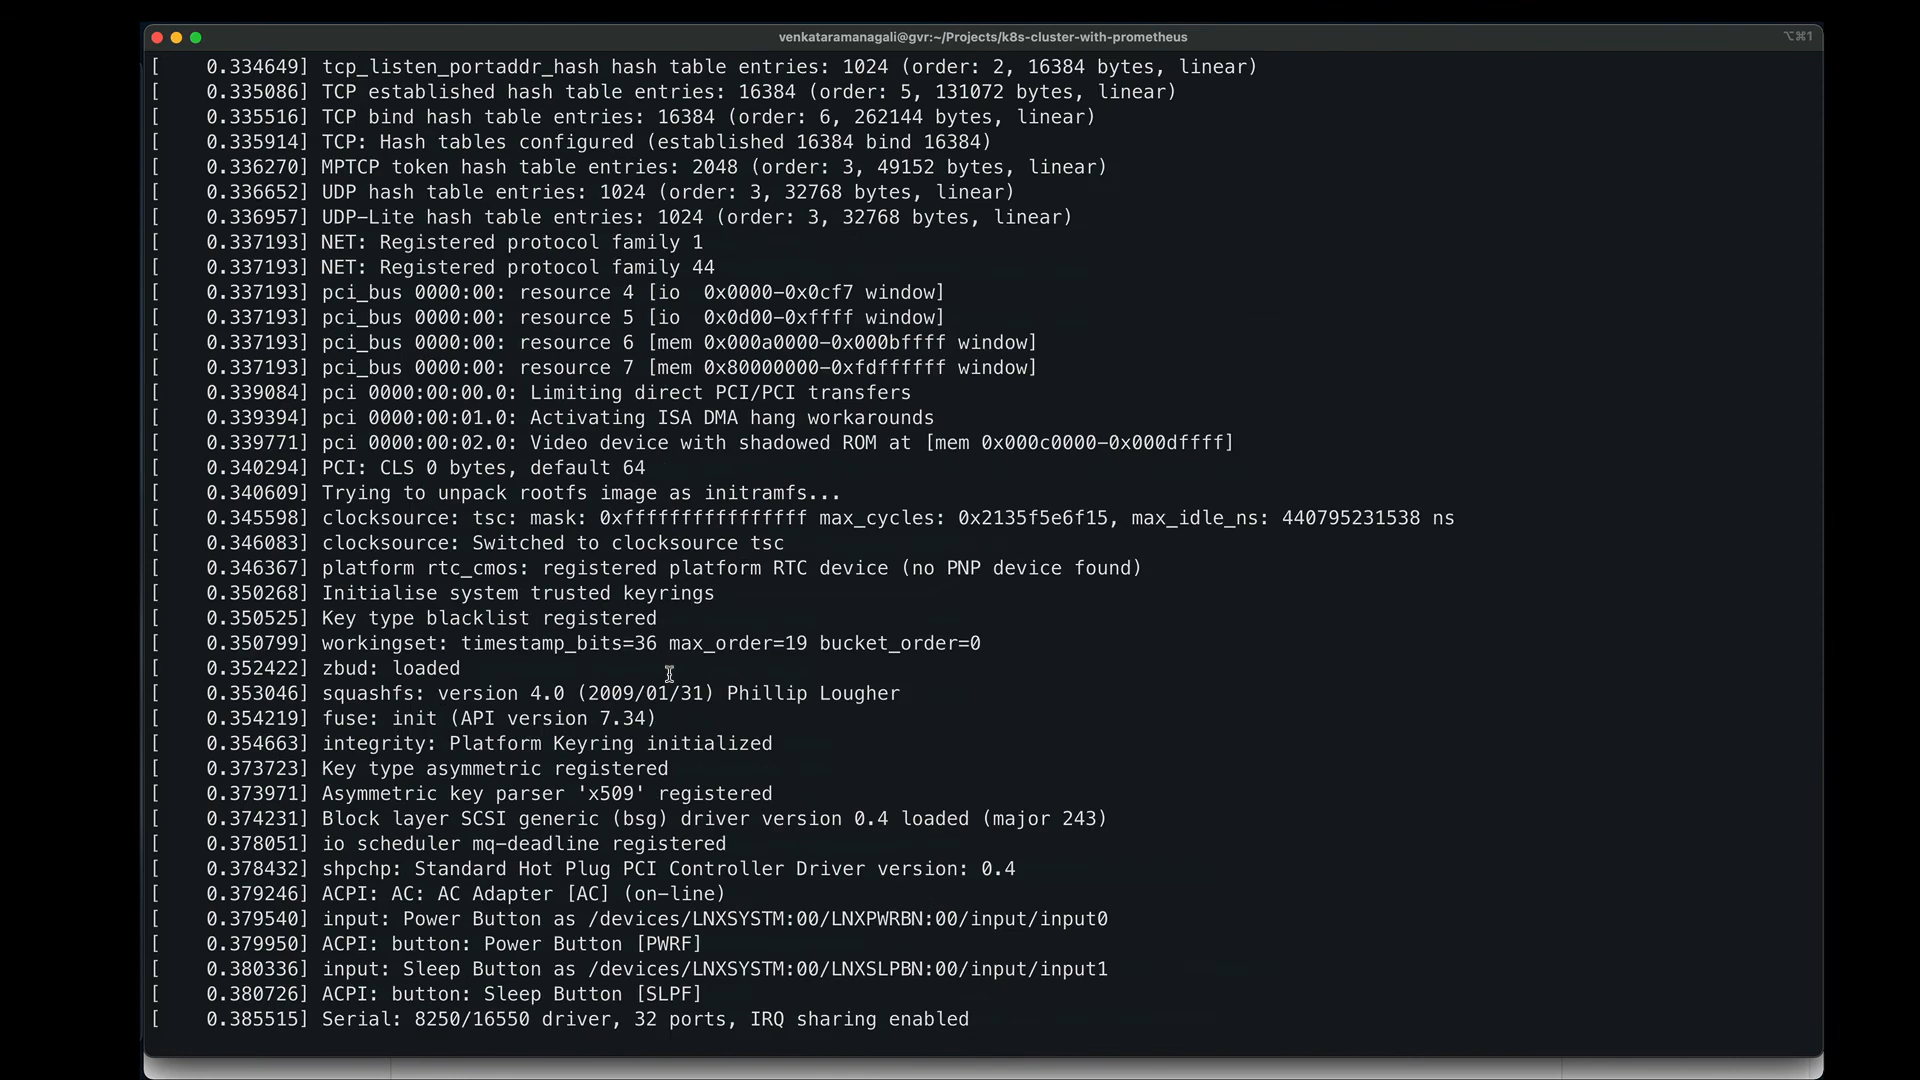 venkataramanagali@gvr:~/Projects/k8s-cluster-with-prometheus
⌥⌘1
[    0.334649] tcp_listen_portaddr_hash hash table entries: 1024 (order: 2, 16384 bytes, linear)
[    0.335086] TCP established hash table entries: 16384 (order: 5, 131072 bytes, linear)
[    0.335516] TCP bind hash table entries: 16384 (order: 6, 262144 bytes, linear)
[    0.335914] TCP: Hash tables configured (established 16384 bind 16384)
[    0.336270] MPTCP token hash table entries: 2048 (order: 3, 49152 bytes, linear)
[    0.336652] UDP hash table entries: 1024 (order: 3, 32768 bytes, linear)
[    0.336957] UDP-Lite hash table entries: 1024 (order: 3, 32768 bytes, linear)
[    0.337193] NET: Registered protocol family 1
[    0.337193] NET: Registered protocol family 44
[    0.337193] pci_bus 0000:00: resource 4 [io  0x0000-0x0cf7 window]
[    0.337193] pci_bus 0000:00: resource 5 [io  0x0d00-0xffff window]
[    0.337193] pci_bus 0000:00: resource 6 [mem 0x000a0000-0x000bffff window]
[    0.337193] pci_bus 0000:00: resource 7 [mem 0x80000000-0xfdffffff window]
[    0.339084] pci 0000:00:00.0: Limiting direct PCI/PCI transfers
[    0.339394] pci 0000:00:01.0: Activating ISA DMA hang workarounds
[    0.339771] pci 0000:00:02.0: Video device with shadowed ROM at [mem 0x000c0000-0x000dffff]
[    0.340294] PCI: CLS 0 bytes, default 64
[    0.340609] Trying to unpack rootfs image as initramfs...
[    0.345598] clocksource: tsc: mask: 0xffffffffffffffff max_cycles: 0x2135f5e6f15, max_idle_ns: 440795231538 ns
[    0.346083] clocksource: Switched to clocksource tsc
[    0.346367] platform rtc_cmos: registered platform RTC device (no PNP device found)
[    0.350268] Initialise system trusted keyrings
[    0.350525] Key type blacklist registered
[    0.350799] workingset: timestamp_bits=36 max_order=19 bucket_order=0
[    0.352422] zbud: loaded
[    0.353046] squashfs: version 4.0 (2009/01/31) Phillip Lougher
[    0.354219] fuse: init (API version 7.34)
[    0.354663] integrity: Platform Keyring initialized
[    0.373723] Key type asymmetric registered
[    0.373971] Asymmetric key parser 'x509' registered
[    0.374231] Block layer SCSI generic (bsg) driver version 0.4 loaded (major 243)
[    0.378051] io scheduler mq-deadline registered
[    0.378432] shpchp: Standard Hot Plug PCI Controller Driver version: 0.4
[    0.379246] ACPI: AC: AC Adapter [AC] (on-line)
[    0.379540] input: Power Button as /devices/LNXSYSTM:00/LNXPWRBN:00/input/input0
[    0.379950] ACPI: button: Power Button [PWRF]
[    0.380336] input: Sleep Button as /devices/LNXSYSTM:00/LNXSLPBN:00/input/input1
[    0.380726] ACPI: button: Sleep Button [SLPF]
[    0.385515] Serial: 8250/16550 driver, 32 ports, IRQ sharing enabled